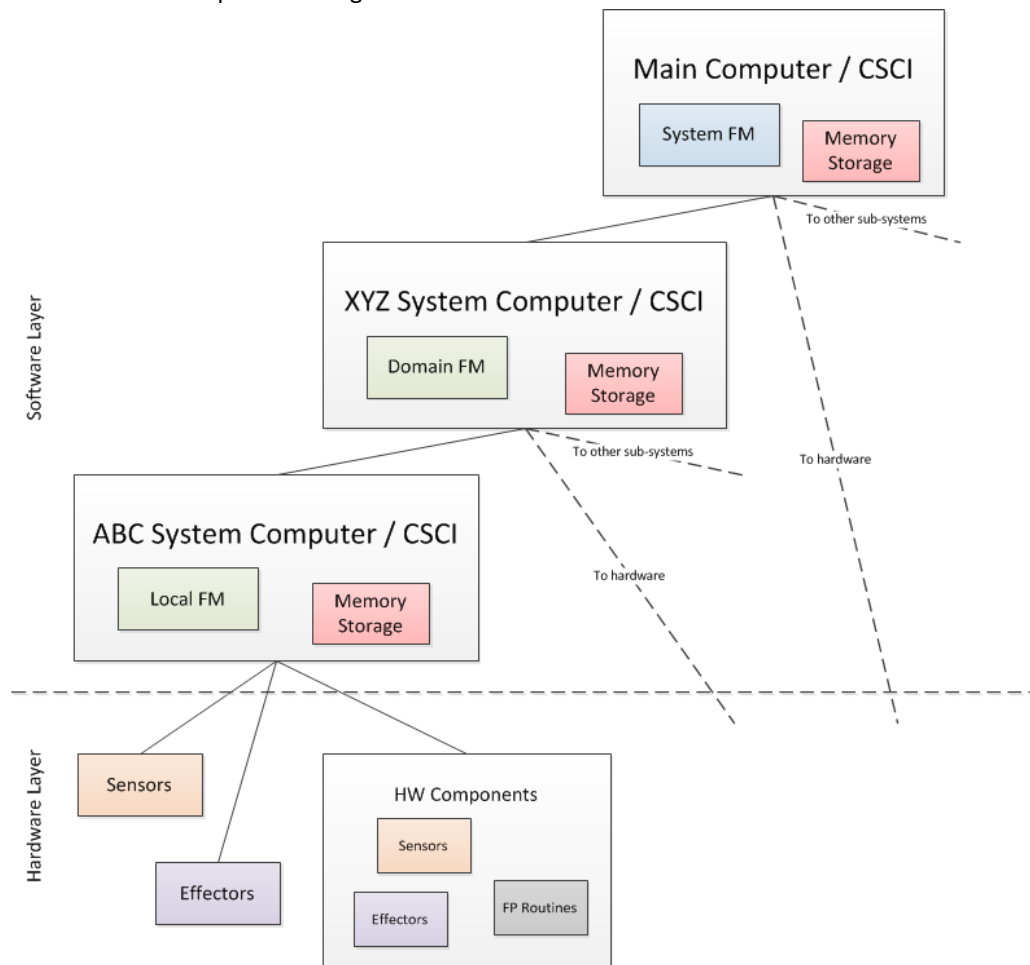 Main Computer / CSCI
System FM
Memory
Storage
To other sub-systems
XYZ System Computer / CSCI
Domain FM
Memory
Storage
To other sub-systems
To hardware
Software Layer
ABC System Computer / CSCI
To hardware
Local FM
Memory
Storage
Hardware Layer
Sensors
HW Components
Sensors
Effectors
Effectors
FP Routines